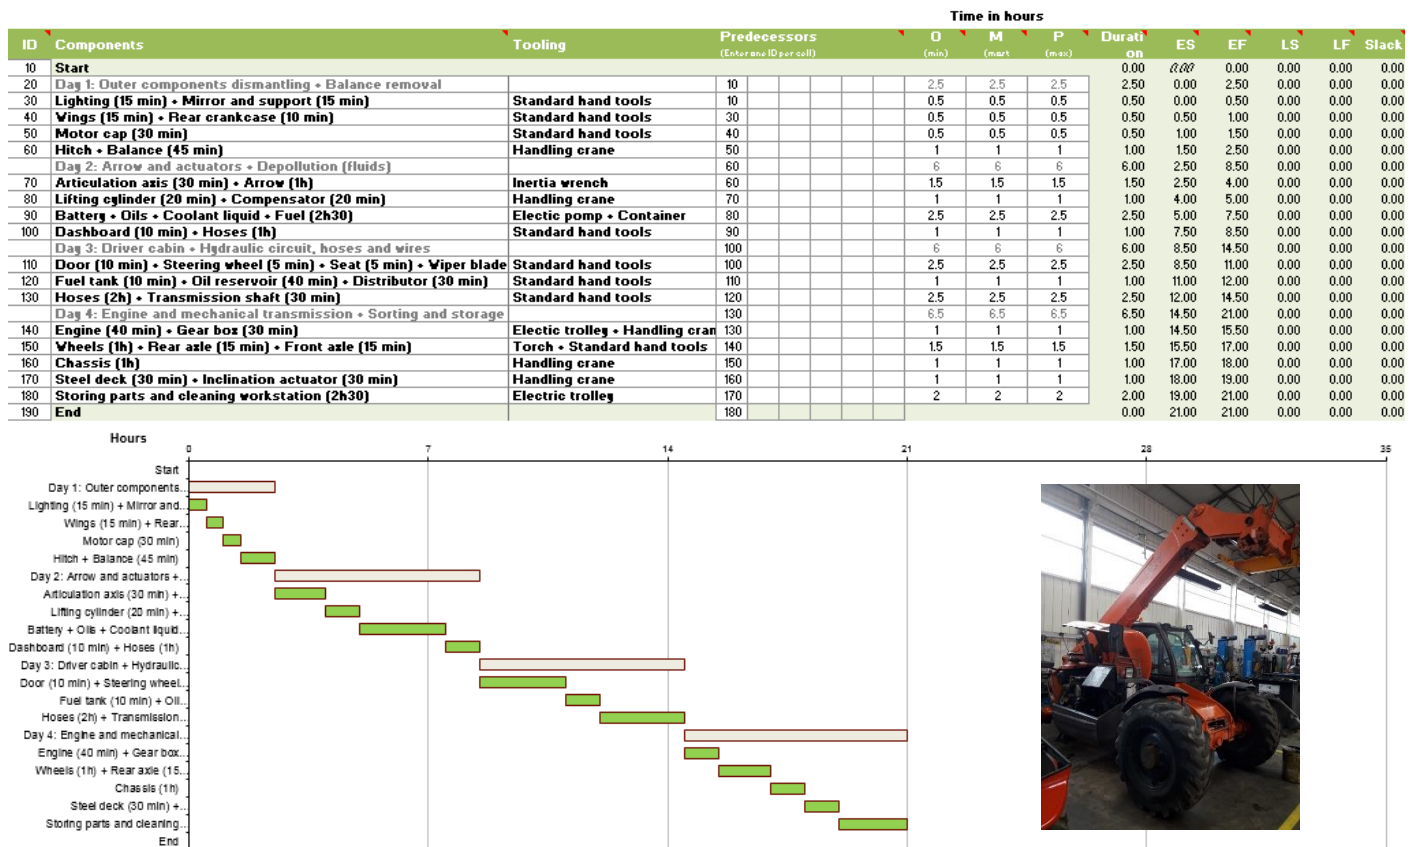 Time in hours
ID Components Tooling Predecessors O M P Durati on ES EF LS LF Slack
(Enter one ID per cell) (min) (most (max)
10 Start 0.00 0.00 0.00 0.00 0.00 0.00
20 Day 1: Outer components dismantling + Balance removal 10 2.5 2.5 2.5 2.50 0.00 2.50 0.00 0.00 0.00
30 Lighting (15 min) + Mirror and support (15 min) Standard hand tools 10 0.5 0.5 0.5 0.50 0.00 0.50 0.00 0.00 0.00
40 Wings (15 min) + Rear crankcase (10 min) Standard hand tools 30 0.5 0.5 0.5 0.50 0.50 1.00 0.00 0.00 0.00
50 Motor cap (30 min) Standard hand tools 40 0.5 0.5 0.5 0.50 1.00 1.50 0.00 0.00 0.00
60 Hitch + Balance (45 min) Handling crane 50 1 1 1 1.00 1.50 2.50 0.00 0.00 0.00
Day 2: Arrow and actuators + Depollution (fluids) 60 6 6 6 6.00 2.50 8.50 0.00 0.00 0.00
70 Articulation axis (30 min) + Arrow (1h) Inertia wrench 60 1.5 1.5 1.5 1.50 2.50 4.00 0.00 0.00 0.00
80 Lifting cylinder (20 min) + Compensator (20 min) Handling crane 70 1 1 1 1.00 4.00 5.00 0.00 0.00 0.00
90 Battery + Oils + Coolant liquid + Fuel (2h30) Electic pomp + Container 80 2.5 2.5 2.5 2.50 5.00 7.50 0.00 0.00 0.00
100 Dashboard (10 min) + Hoses (1h) Standard hand tools 90 1 1 1 1.00 7.50 8.50 0.00 0.00 0.00
Day 3: Driver cabin + Hydraulic circuit, hoses and wires 100 6 6 6 6.00 8.50 14.50 0.00 0.00 0.00
110 Door (10 min) + Steering wheel (5 min) + Seat (5 min) + Wiper blade Standard hand tools 100 2.5 2.5 2.5 2.50 8.50 11.00 0.00 0.00 0.00
120 Fuel tank (10 min) + Oil reservoir (40 min) + Distributor (30 min) Standard hand tools 110 1 1 1 1.00 11.00 12.00 0.00 0.00 0.00
130 Hoses (2h) + Transmission shaft (30 min) Standard hand tools 120 2.5 2.5 2.5 2.50 12.00 14.50 0.00 0.00 0.00
Day 4: Engine and mechanical transmission + Sorting and storage 130 6.5 6.5 6.5 6.50 14.50 21.00 0.00 0.00 0.00
140 Engine (40 min) + Gear box (30 min) Electic trolley + Handling cran 130 1 1 1 1.00 14.50 15.50 0.00 0.00 0.00
150 Wheels (1h) + Rear axle (15 min) + Front axle (15 min) Torch + Standard hand tools 140 1.5 1.5 1.5 1.50 15.50 17.00 0.00 0.00 0.00
160 Chassis (1h) Handling crane 150 1 1 1 1.00 17.00 18.00 0.00 0.00 0.00
170 Steel deck (30 min) + Inclination actuator (30 min) Handling crane 160 1 1 1 1.00 18.00 19.00 0.00 0.00 0.00
180 Storing parts and cleaning workstation (2h30) Electric trolley 170 2 2 2 2.00 19.00 21.00 0.00 0.00 0.00
190 End 180 0.00 21.00 21.00 0.00 0.00 0.00
Hours
0 7 14 21 28 35
Start
Day 1: Outer components...
Lighting (15 min) + Mirror and...
Wings (15 min) + Rear...
Motor cap (30 min)
Hitch + Balance (45 min)
Day 2: Arrow and actuators +...
Articulation axis (30 min) +...
Lifting cylinder (20 min) +...
Battery + Oils + Coolant liquid...
Dashboard (10 min) + Hoses (1h)
Day 3: Driver cabin + Hydraulic...
Door (10 min) + Steering wheel...
Fuel tank (10 min) + Oil...
Hoses (2h) + Transmission...
Day 4: Engine and mechanical...
Engine (40 min) + Gear box...
Wheels (1h) + Rear axle (15...
Chassis (1h)
Steel deck (30 min) +...
Storing parts and cleaning...
End